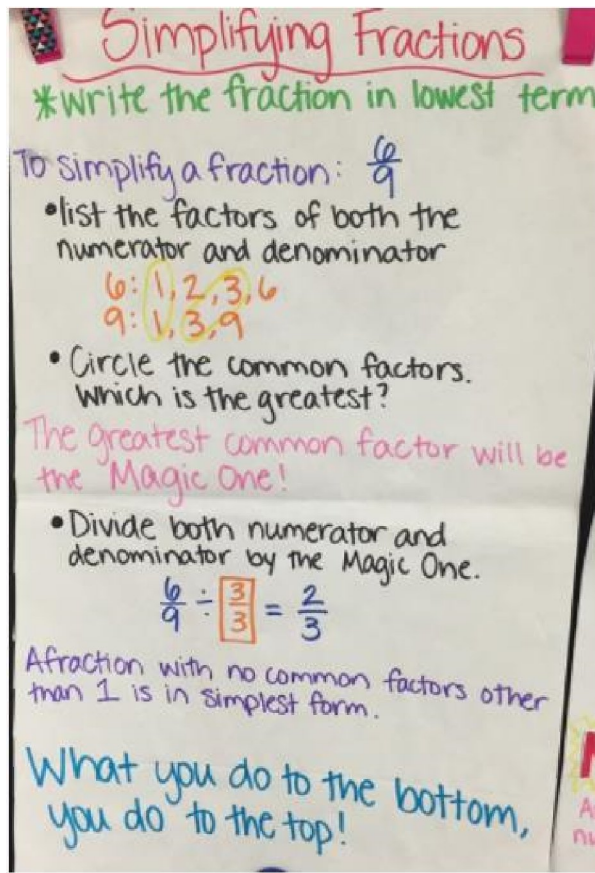 Simplifying Fractions
*write the fraction in lowest term
To simplify a fraction: 6/9
•list the factors of both the
numerator and denominator
6: 1, 2, 3, 6
9: 1, 3, 9
• Circle the common factors.
Which is the greatest?
The greatest common factor will be
the Magic One!
• Divide both numerator and
denominator by the Magic One.
6/9 ÷ 3/3 = 2/3
A fraction with no common factors other
than 1 is in simplest form.
What you do to the bottom,
you do to the top!